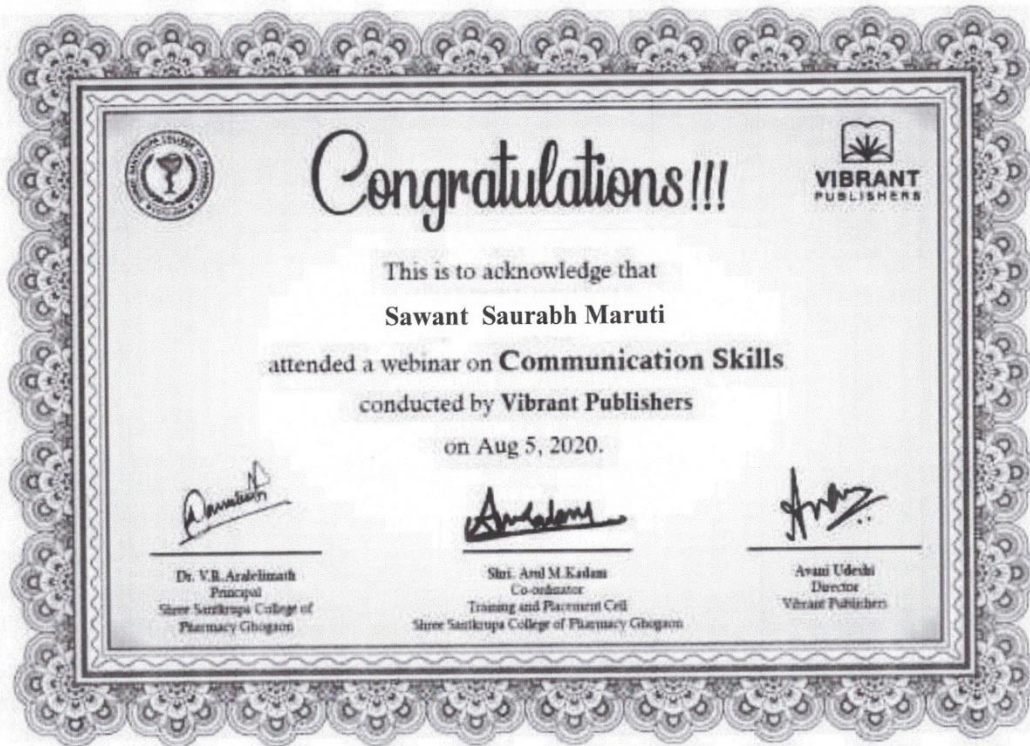 Congratulations!!!
VIBRANT
PUBLISHERS
This is to acknowledge that
Sawant Saurabh Maruti
attended a webinar on Communication Skills
conducted by Vibrant Publishers
on Aug 5, 2020.
Dr. V.R. Aralelimath
Principal
Shree Santkrupa College of
Pharmacy Ghogaon
Shri. Amol M.Kadam
Co-ordinator
Training and Placement Cell
Shree Santkrupa College of Pharmacy Ghogaon
Avani Udeshi
Director
Vibrant Publishers